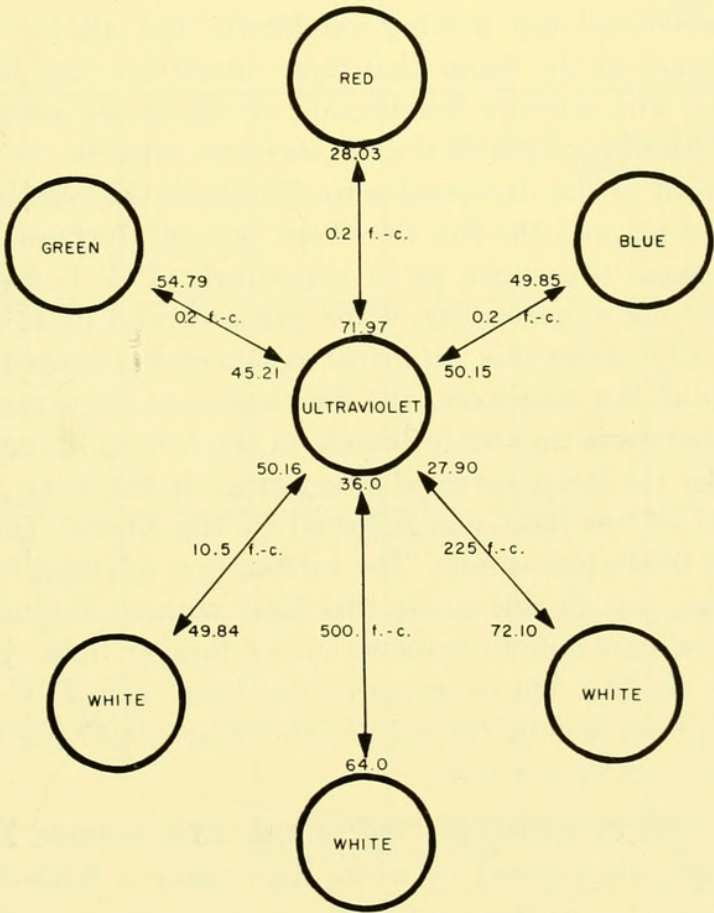 RED
28.03
0.2 f.-c.
71.97
GREEN
54.79
0.2 f.-c.
45.21
BLUE
49.85
0.2 f.-c.
50.15
ULTRAVIOLET
50.16
10.5 f.-c.
49.84
WHITE
36.0
500. f.-c.
64.0
WHITE
27.90
225 f.-c.
72.10
WHITE